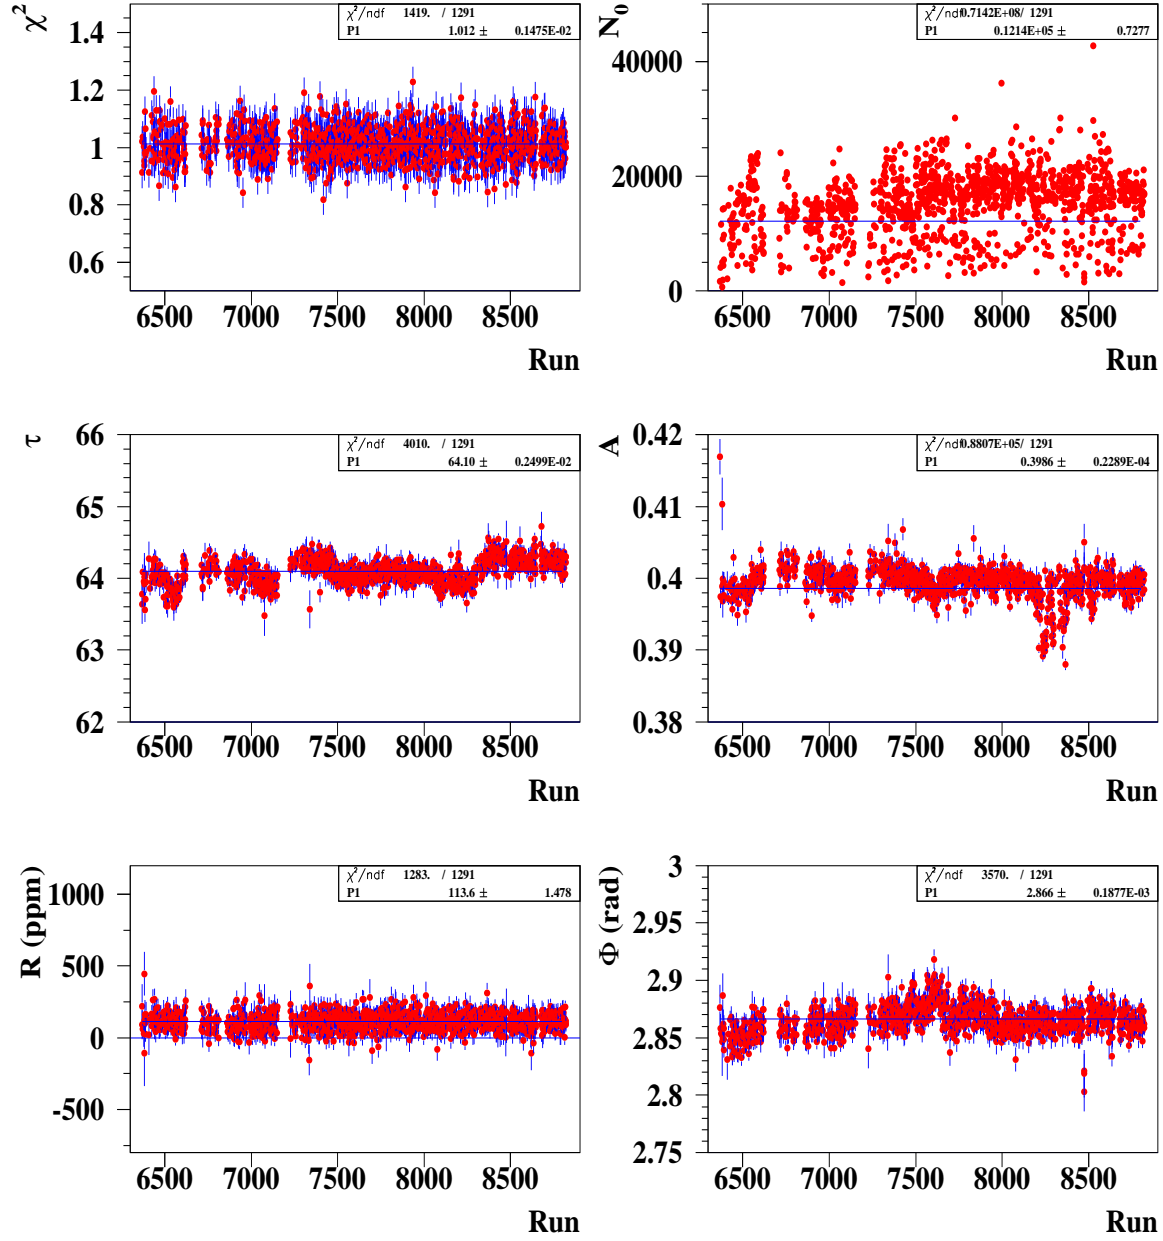 χ²
χ²/ndf 1419. / 1291
P1 1.012 ± 0.1475E-02
1.4
1.2
1
0.8
0.6
6500 7000 7500 8000 8500
Run
N₀
χ²/nd0.7142E+08/ 1291
P1 0.1214E+05 ± 0.7277
40000
20000
0
6500 7000 7500 8000 8500
Run
τ
χ²/ndf 4010. / 1291
P1 64.10 ± 0.2499E-02
66
65
64
63
62
6500 7000 7500 8000 8500
Run
A
χ²/nd0.8807E+05/ 1291
P1 0.3986 ± 0.2289E-04
0.42
0.41
0.4
0.39
0.38
6500 7000 7500 8000 8500
Run
R (ppm)
χ²/ndf 1283. / 1291
P1 113.6 ± 1.478
1000
500
0
-500
6500 7000 7500 8000 8500
Run
Φ (rad)
χ²/ndf 3570. / 1291
P1 2.866 ± 0.1877E-03
3
2.95
2.9
2.85
2.8
2.75
6500 7000 7500 8000 8500
Run